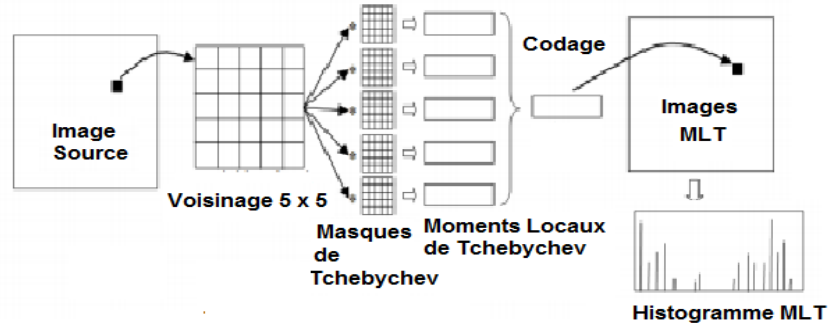 Image
Source
Voisinage 5 x 5
Masques
de
Tchebychev
Moments Locaux
de Tchebychev
Codage
Images
MLT
Histogramme MLT